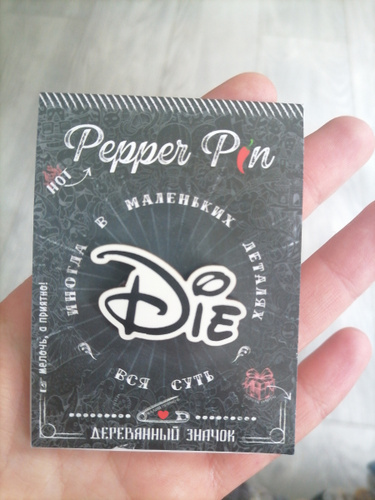 Pepper Pin
HOT
ИНОГДА В МАЛЕНЬКИХ ДЕТАЛЯХ
мелочь, а приятно!
DIE
ВСЯ СУТЬ
ДЕРЕВЯННЫЙ ЗНАЧОК